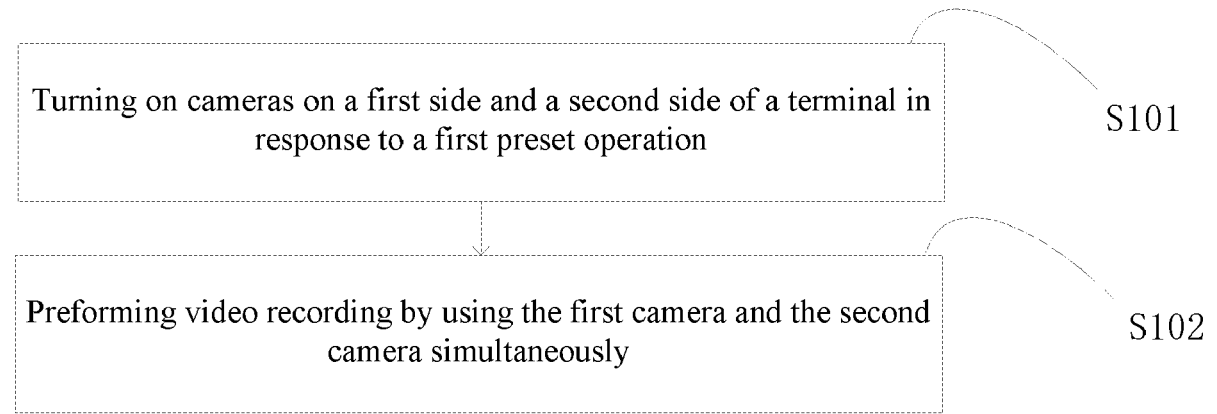 Turning on cameras on a first side and a second side of a terminal in
response to a first preset operation
S101
Preforming video recording by using the first camera and the second
camera simultaneously
S102